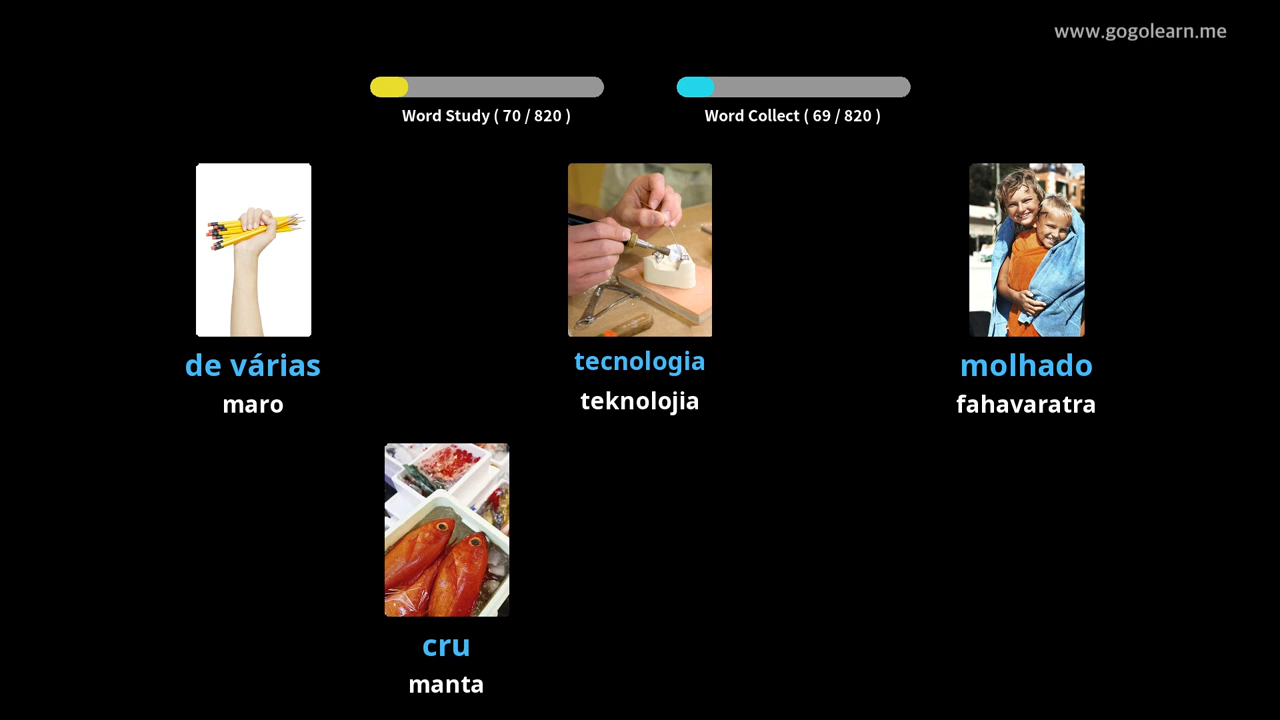 www.gogolearn.me
Word Study ( 70 / 820 )
Word Collect ( 69 / 820 )
de várias
maro
tecnologia
teknolojia
molhado
fahavaratra
cru
manta